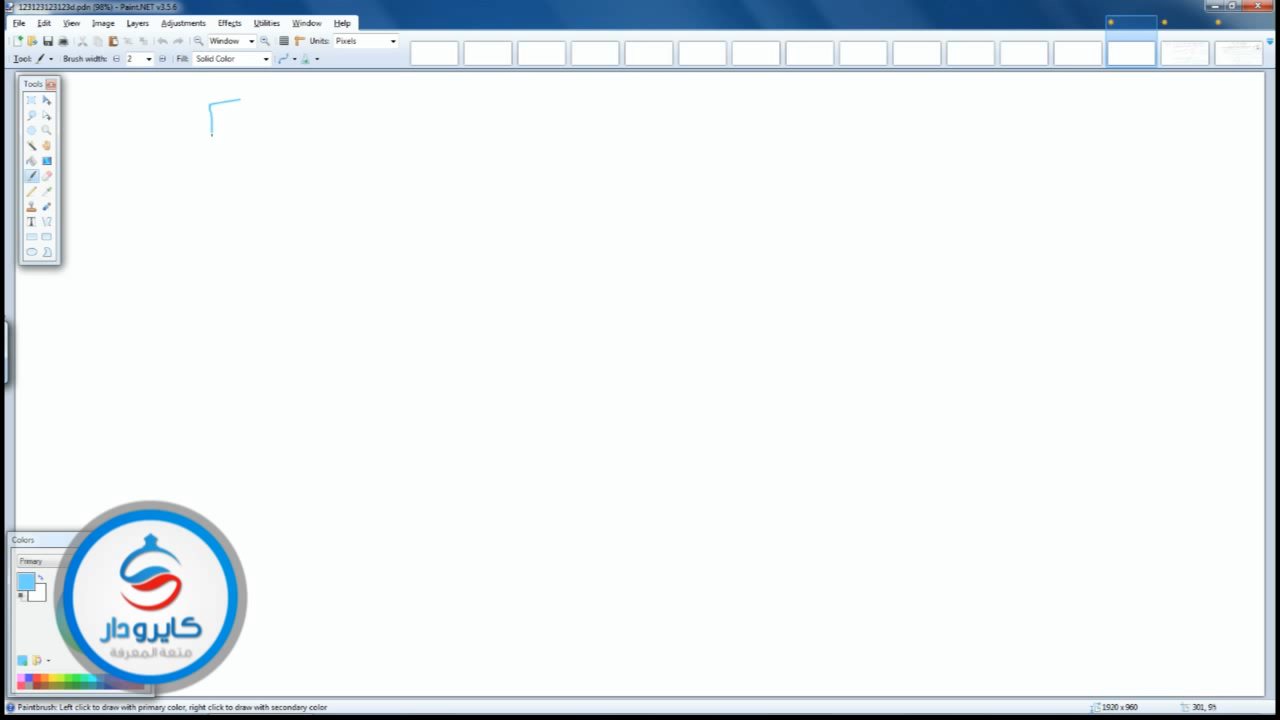 123123123123d.pdn (98%) - Paint.NET v3.5.6
File Edit View Image Layers Adjustments Effects Utilities Window Help
Window Units: Pixels
Tool: Brush width: 2 Fill: Solid Color
Tools
Colors
Primary
كايرودار
متعة المعرفة
Paintbrush: Left click to draw with primary color, right click to draw with secondary color
1920 x 960